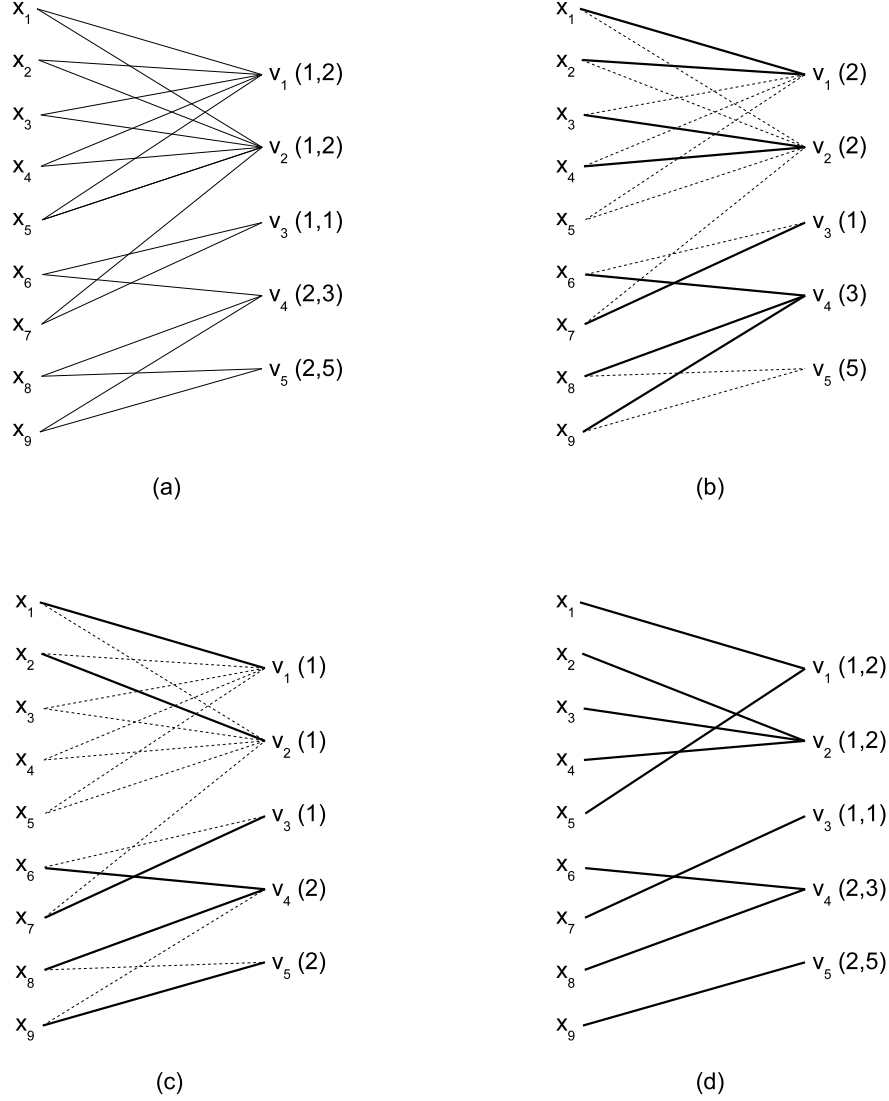 x₁
x₂
v₁ (1,2)
x₃
v₂ (1,2)
x₄
x₅
v₃ (1,1)
x₆
v₄ (2,3)
x₇
x₈
v₅ (2,5)
x₉
(a)
x₁
x₂
v₁ (2)
x₃
v₂ (2)
x₄
x₅
v₃ (1)
x₆
v₄ (3)
x₇
x₈
v₅ (5)
x₉
(b)
x₁
x₂
v₁ (1)
x₃
v₂ (1)
x₄
x₅
v₃ (1)
x₆
v₄ (2)
x₇
x₈
v₅ (2)
x₉
(c)
x₁
x₂
v₁ (1,2)
x₃
v₂ (1,2)
x₄
x₅
v₃ (1,1)
x₆
v₄ (2,3)
x₇
x₈
v₅ (2,5)
x₉
(d)